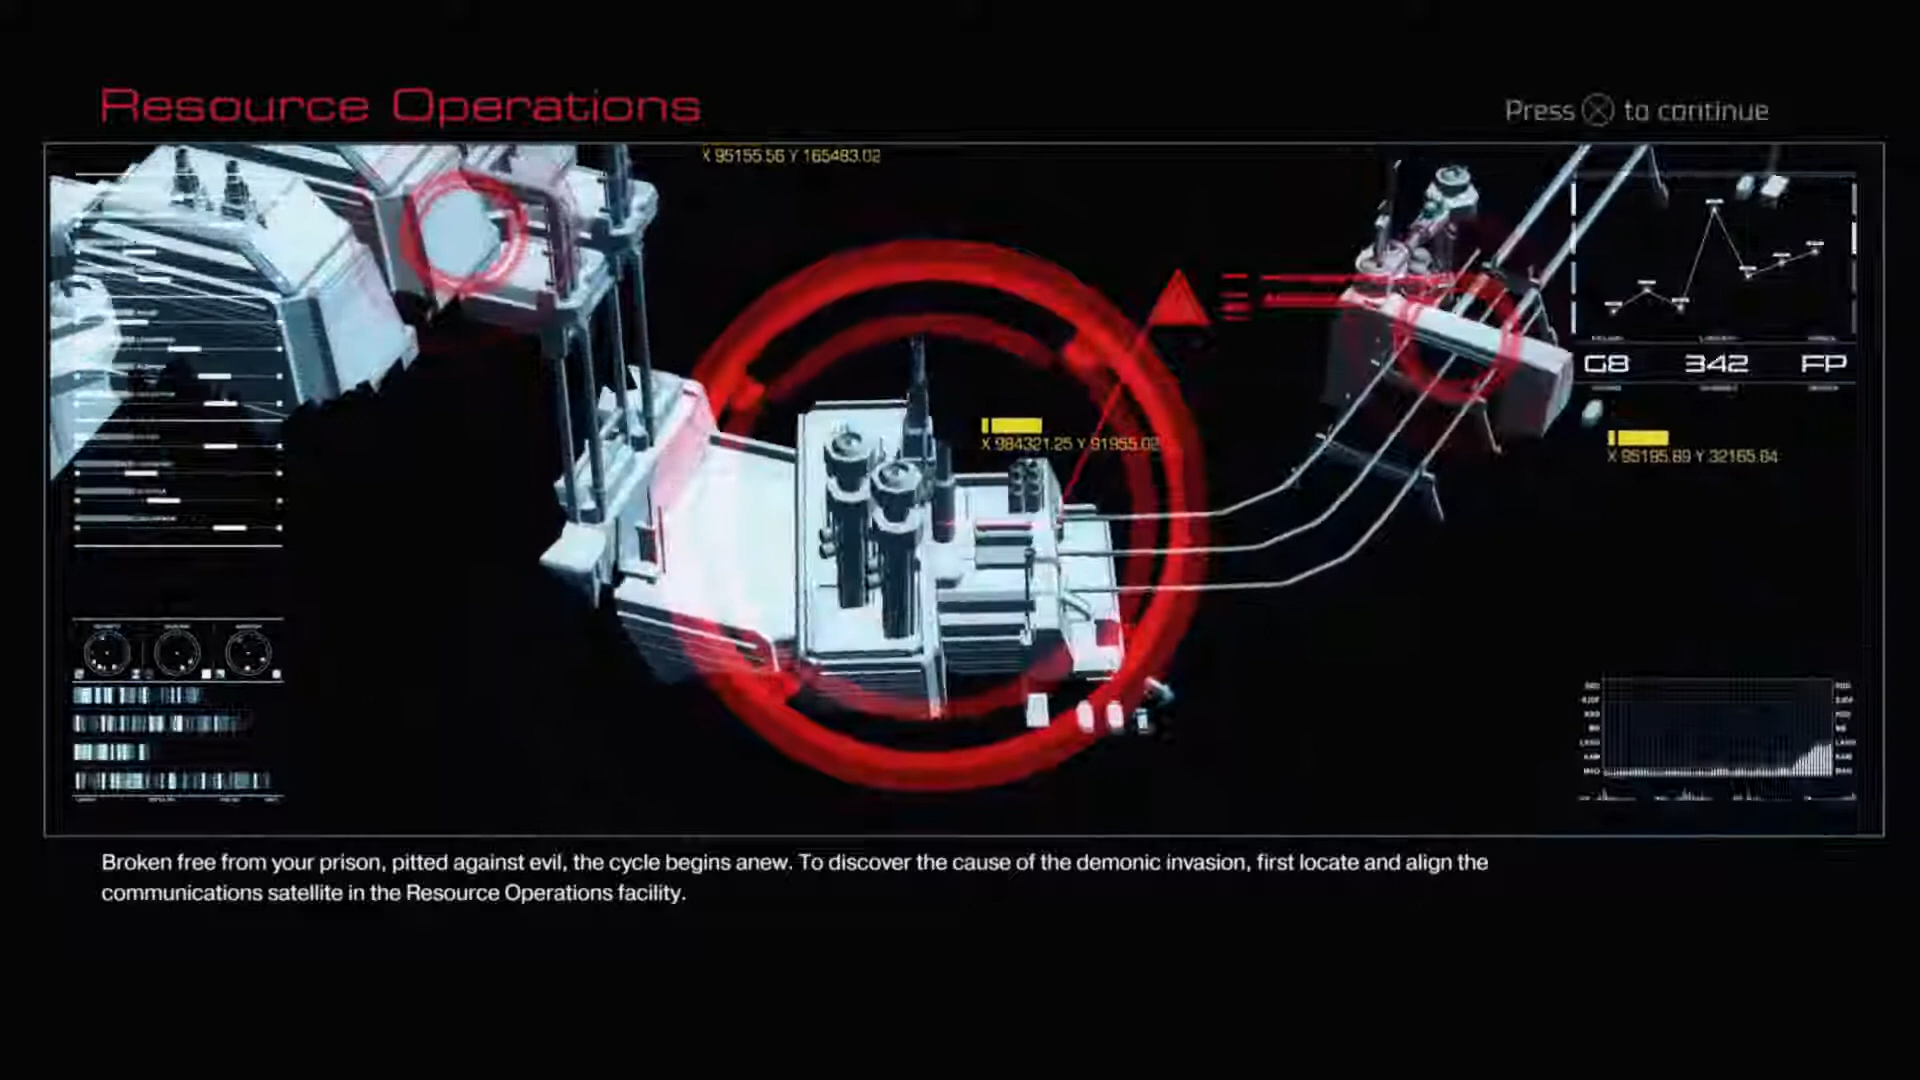 Resource Operations
Press Ⓧ to continue
X 95155.56 Y 165483.02
G8 342 FP
X 984321.25 Y 91955.02
X 95185.89 Y 32165.64
Broken free from your prison, pitted against evil, the cycle begins anew. To discover the cause of the demonic invasion, first locate and align the
communications satellite in the Resource Operations facility.